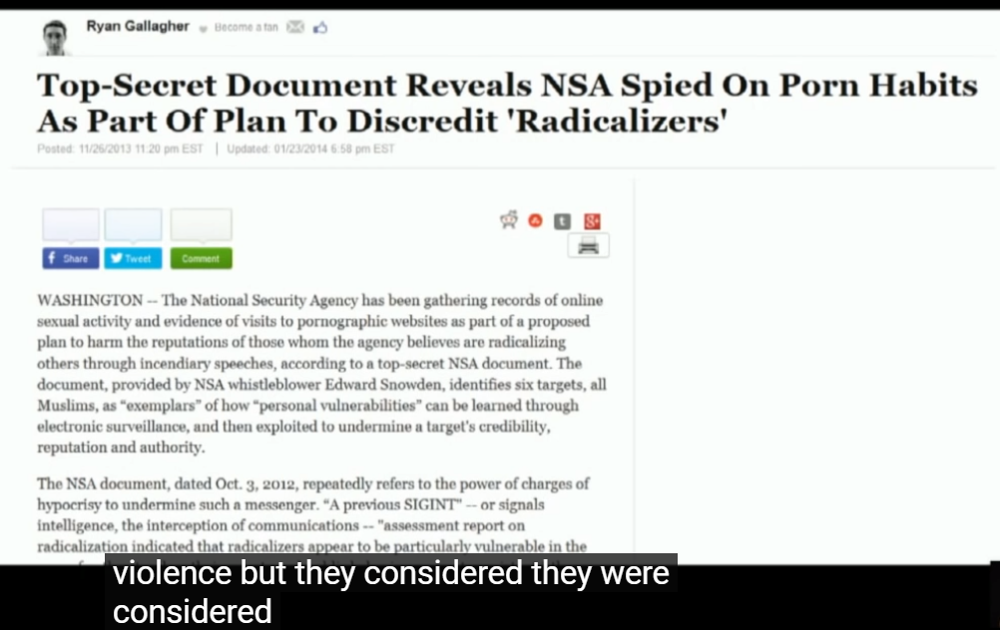 Ryan Gallagher Become a fan
Top-Secret Document Reveals NSA Spied On Porn Habits
As Part Of Plan To Discredit 'Radicalizers'
Posted: 11/26/2013 11:20 pm EST | Updated: 01/23/2014 6:58 pm EST
f Share Tweet Comment
t 8+
WASHINGTON -- The National Security Agency has been gathering records of online
sexual activity and evidence of visits to pornographic websites as part of a proposed
plan to harm the reputations of those whom the agency believes are radicalizing
others through incendiary speeches, according to a top-secret NSA document. The
document, provided by NSA whistleblower Edward Snowden, identifies six targets, all
Muslims, as “exemplars” of how “personal vulnerabilities” can be learned through
electronic surveillance, and then exploited to undermine a target's credibility,
reputation and authority.
The NSA document, dated Oct. 3, 2012, repeatedly refers to the power of charges of
hypocrisy to undermine such a messenger. “A previous SIGINT" -- or signals
intelligence, the interception of communications -- "assessment report on
radicalization indicated that radicalizers appear to be particularly vulnerable in the
violence but they considered they were
considered